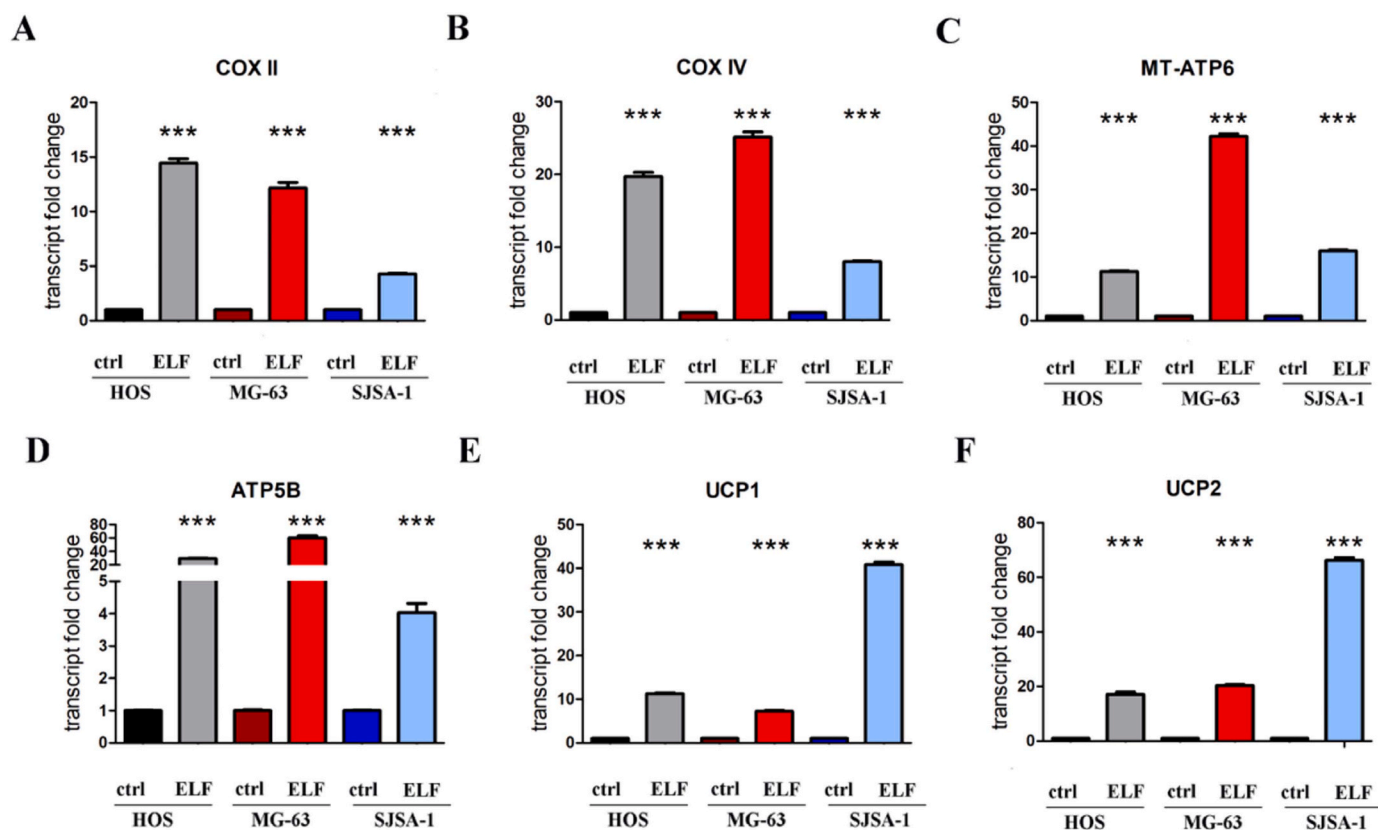 A
COX II
transcript fold change
20
15
10
5
0
*** *** ***
ctrl ELF ctrl ELF ctrl ELF
HOS MG-63 SJSA-1
B
COX IV
transcript fold change
30
20
10
0
*** *** ***
ctrl ELF ctrl ELF ctrl ELF
HOS MG-63 SJSA-1
C
MT-ATP6
transcript fold change
50
40
30
20
10
0
*** *** ***
ctrl ELF ctrl ELF ctrl ELF
HOS MG-63 SJSA-1
D
ATP5B
transcript fold change
80
60
40
20
5
4
3
2
1
0
*** *** ***
ctrl ELF ctrl ELF ctrl ELF
HOS MG-63 SJSA-1
E
UCP1
transcript fold change
50
40
30
20
10
0
*** *** ***
ctrl ELF ctrl ELF ctrl ELF
HOS MG-63 SJSA-1
F
UCP2
transcript fold change
80
60
40
20
0
*** *** ***
ctrl ELF ctrl ELF ctrl ELF
HOS MG-63 SJSA-1